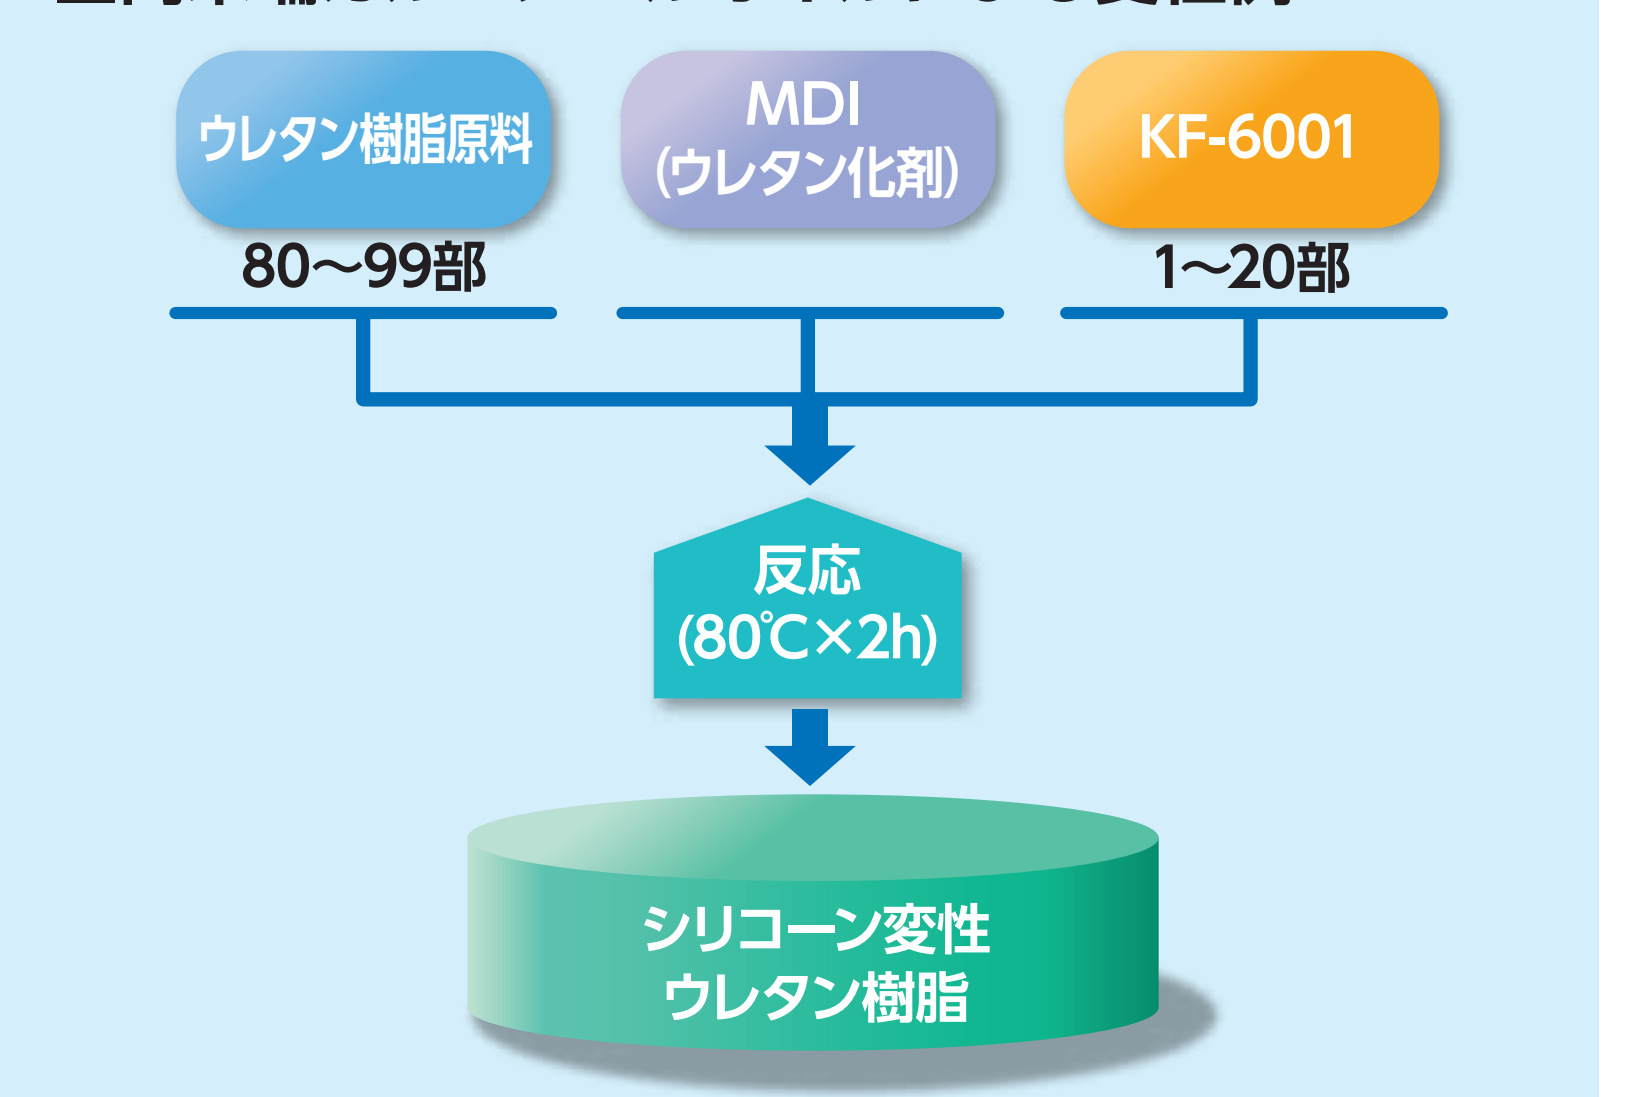 ウレタン樹脂原料
MDI
(ウレタン化剤)
KF-6001
80～99部
1～20部
反応
(80℃×2h)
シリコーン変性
ウレタン樹脂